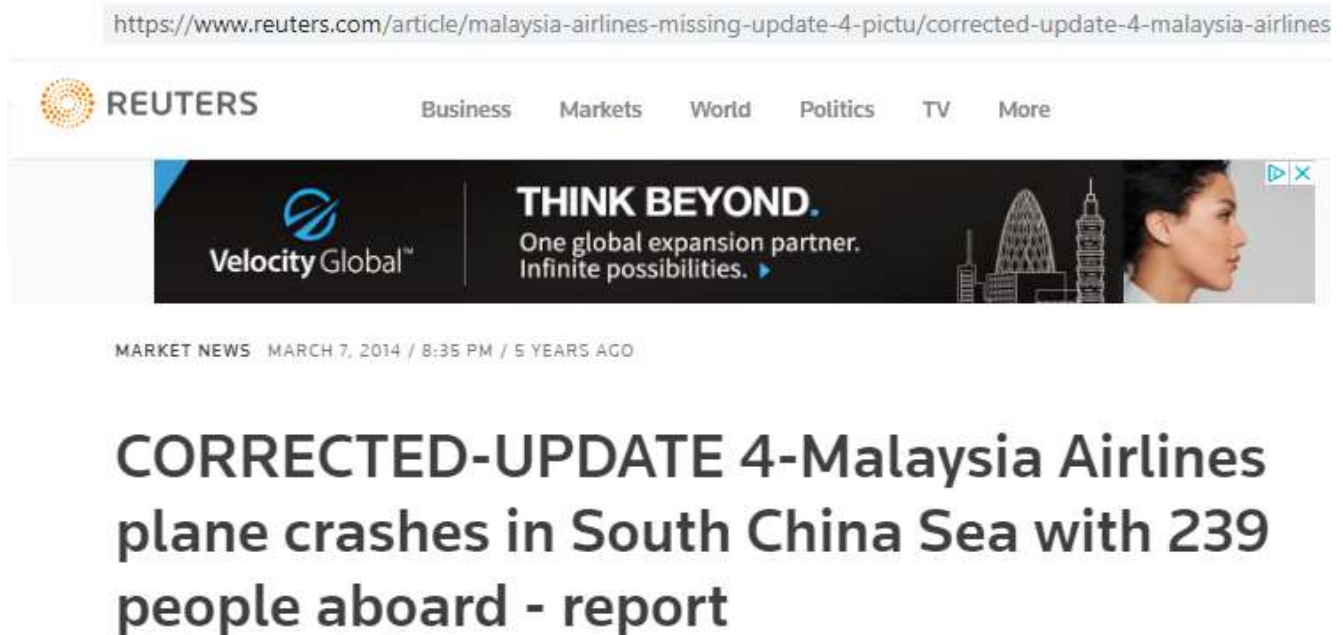 https://www.reuters.com/article/malaysia-airlines-missing-update-4-pictu/corrected-update-4-malaysia-airlines
REUTERS Business Markets World Politics TV More
THINK BEYOND.
One global expansion partner.
Infinite possibilities.
Velocity Global™
MARKET NEWS MARCH 7, 2014 / 8:35 PM / 5 YEARS AGO
CORRECTED-UPDATE 4-Malaysia Airlines
plane crashes in South China Sea with 239
people aboard - report